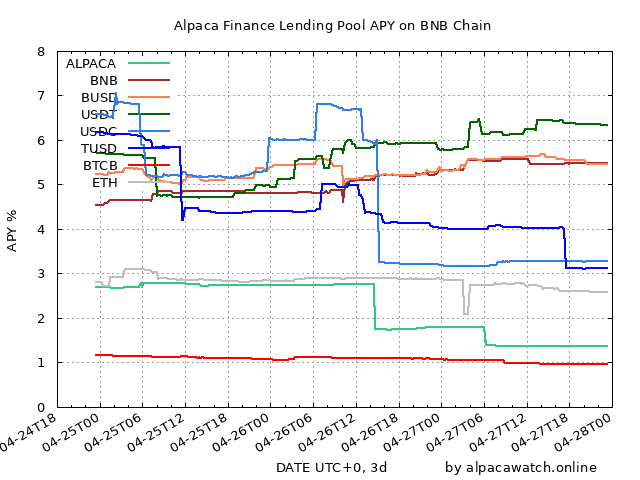 Alpaca Finance Lending Pool APY on BNB Chain
8
7
6
5
4
3
2
1
0
APY %
ALPACA
BNB
BUSD
USDT
USDC
TUSD
BTCB
ETH
04-24T18
04-25T00
04-25T06
04-25T12
04-25T18
04-26T00
04-26T06
04-26T12
04-26T18
04-27T00
04-27T06
04-27T12
04-27T18
04-28T00
DATE UTC+0, 3d
by alpacawatch.online